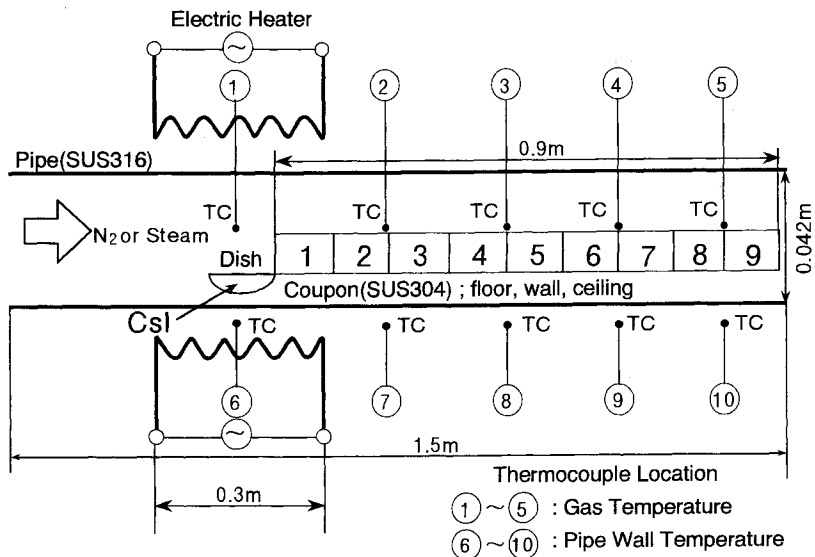 Electric Heater
~
1
2
3
4
5
Pipe(SUS316)
0.9m
TC
TC
TC
TC
TC
N2 or Steam
0.042m
Dish
1 2 3 4 5 6 7 8 9
Coupon(SUS304) ; floor, wall, ceiling
CsI
TC
TC
TC
TC
TC
6
7
8
9
10
~
1.5m
0.3m
Thermocouple Location
1 ~ 5 : Gas Temperature
6 ~ 10 : Pipe Wall Temperature